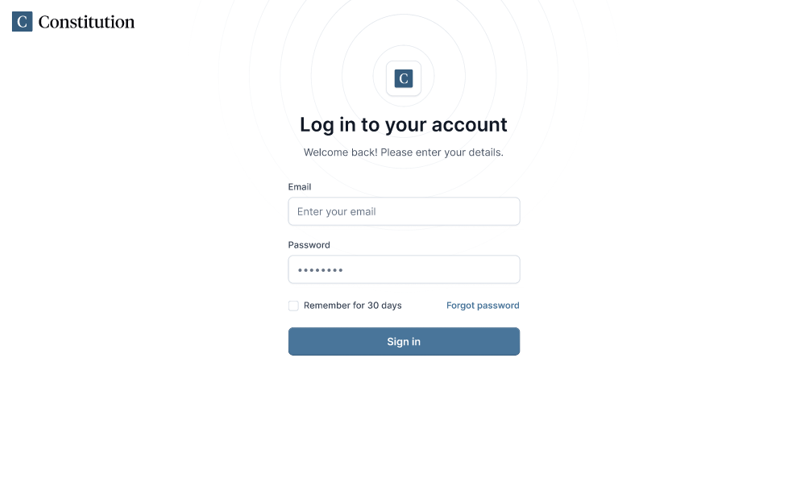 C Constitution
C
Log in to your account
Welcome back! Please enter your details.
Email
Enter your email
Password
••••••••
Remember for 30 days Forgot password
Sign in